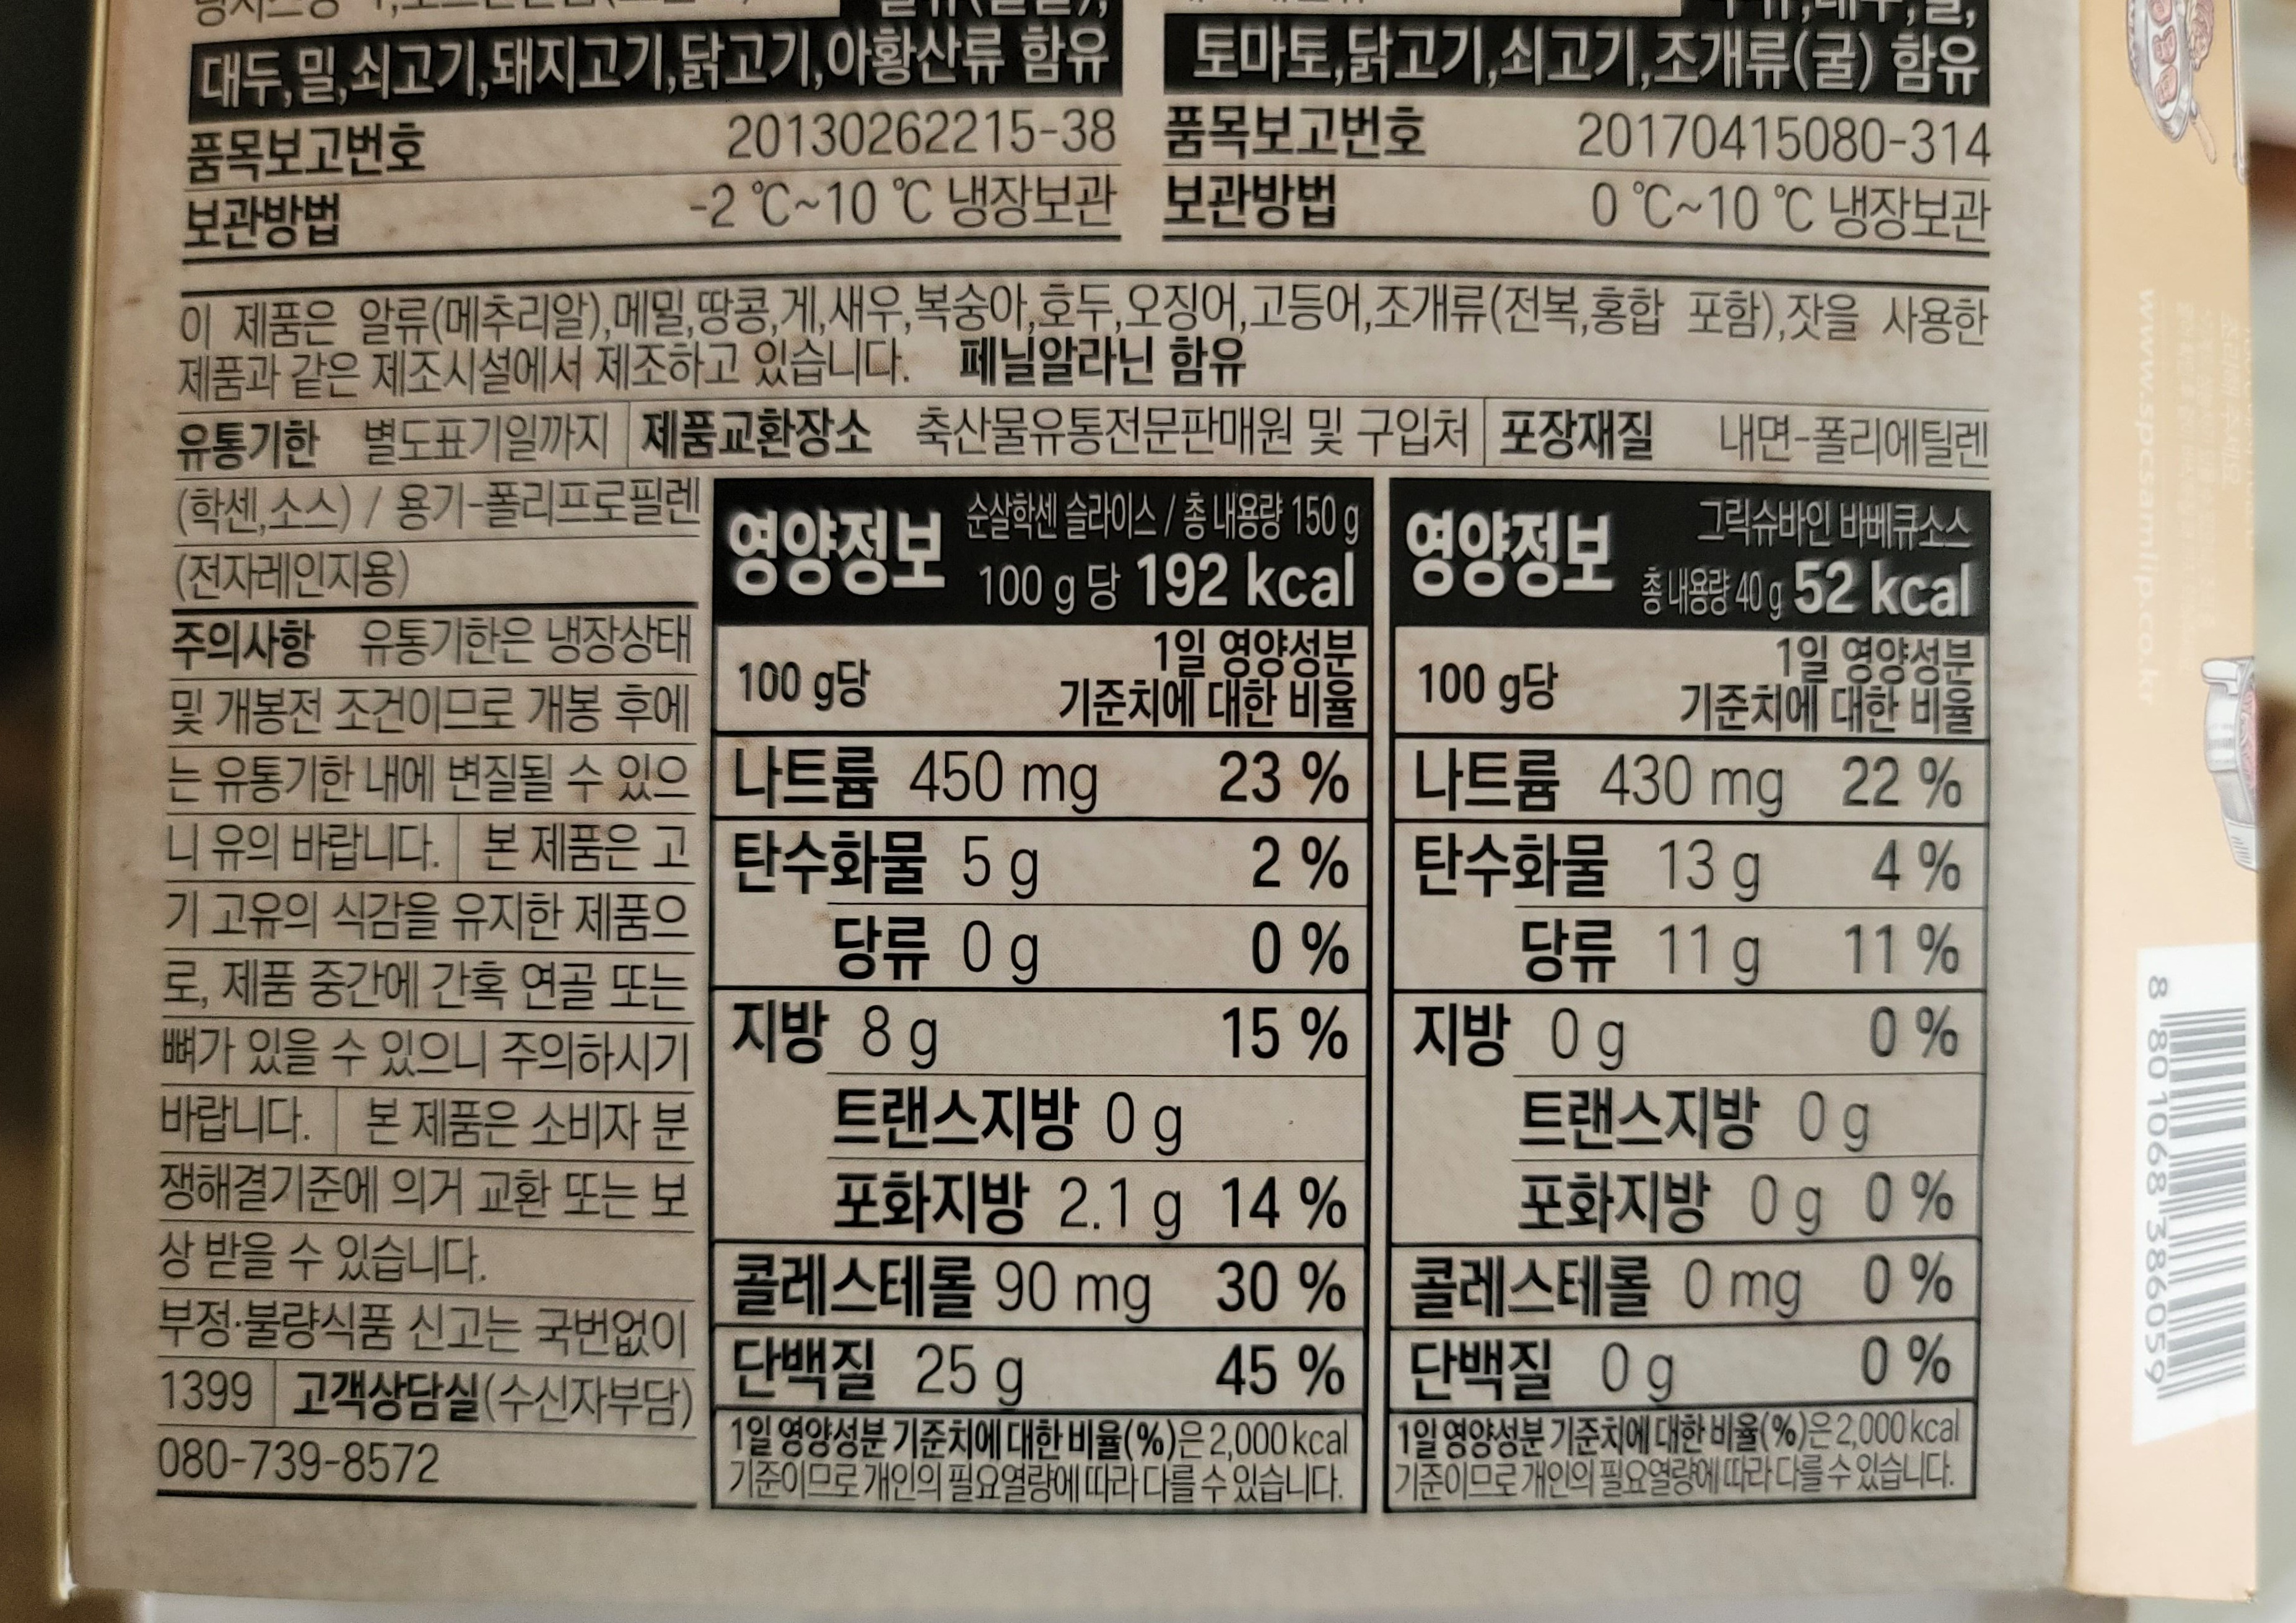 대두,밀,쇠고기,돼지고기,닭고기,아황산류 함유
품목보고번호 20130262215-38
보관방법 -2 ℃~10 ℃ 냉장보관
토마토,닭고기,쇠고기,조개류(굴) 함유
품목보고번호 20170415080-314
보관방법 0 ℃~10 ℃ 냉장보관
이 제품은 알류(메추리알),메밀,땅콩,게,새우,복숭아,호두,오징어,고등어,조개류(전복,홍합 포함),잣을 사용한
제품과 같은 제조시설에서 제조하고 있습니다. 페닐알라닌 함유
유통기한 별도표기일까지 제품교환장소 축산물유통전문판매원 및 구입처 포장재질 내면-폴리에틸렌
(학센,소스) / 용기-폴리프로필렌
(전자레인지용)
주의사항 유통기한은 냉장상태
및 개봉전 조건이므로 개봉 후에
는 유통기한 내에 변질될 수 있으
니 유의 바랍니다. 본 제품은 고
기 고유의 식감을 유지한 제품으
로, 제품 중간에 간혹 연골 또는
뼈가 있을 수 있으니 주의하시기
바랍니다. 본 제품은 소비자 분
쟁해결기준에 의거 교환 또는 보
상 받을 수 있습니다.
부정·불량식품 신고는 국번없이
1399 고객상담실(수신자부담)
080-739-8572
영양정보 순살학센 슬라이스 / 총 내용량 150 g
100 g 당 192 kcal
100 g당 1일 영양성분
기준치에 대한 비율
나트륨 450 mg 23 %
탄수화물 5 g 2 %
당류 0 g 0 %
지방 8 g 15 %
트랜스지방 0 g
포화지방 2.1 g 14 %
콜레스테롤 90 mg 30 %
단백질 25 g 45 %
1일 영양성분 기준치에 대한 비율(%)은 2,000 kcal
기준이므로 개인의 필요 열량에 따라 다를 수 있습니다.
영양정보 그릭슈바인 바베큐소스
총 내용량 40 g 52 kcal
100 g당 1일 영양성분
기준치에 대한 비율
나트륨 430 mg 22 %
탄수화물 13 g 4 %
당류 11 g 11 %
지방 0 g 0 %
트랜스지방 0 g
포화지방 0 g 0 %
콜레스테롤 0 mg 0 %
단백질 0 g 0 %
1일 영양성분 기준치에 대한 비율(%)은 2,000 kcal
기준이므로 개인의 필요 열량에 따라 다를 수 있습니다.
www.spcsamlip.co.kr
8 801068 386059